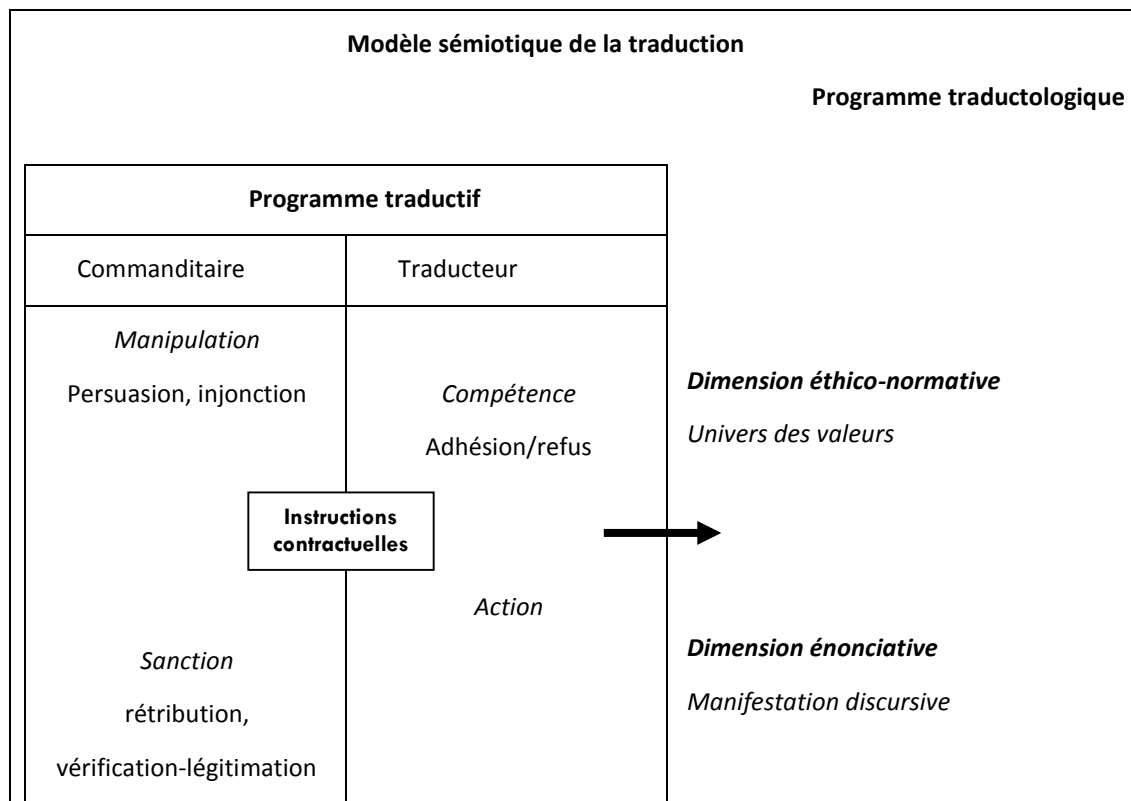 Modèle sémiotique de la traduction
Programme traductologique
Programme traductif
Commanditaire
Traducteur
Manipulation
Persuasion, injonction
Compétence
Adhésion/refus
Dimension éthico-normative
Univers des valeurs
Instructions
contractuelles
Action
Sanction
rétribution,
vérification-légitimation
Dimension énonciative
Manifestation discursive